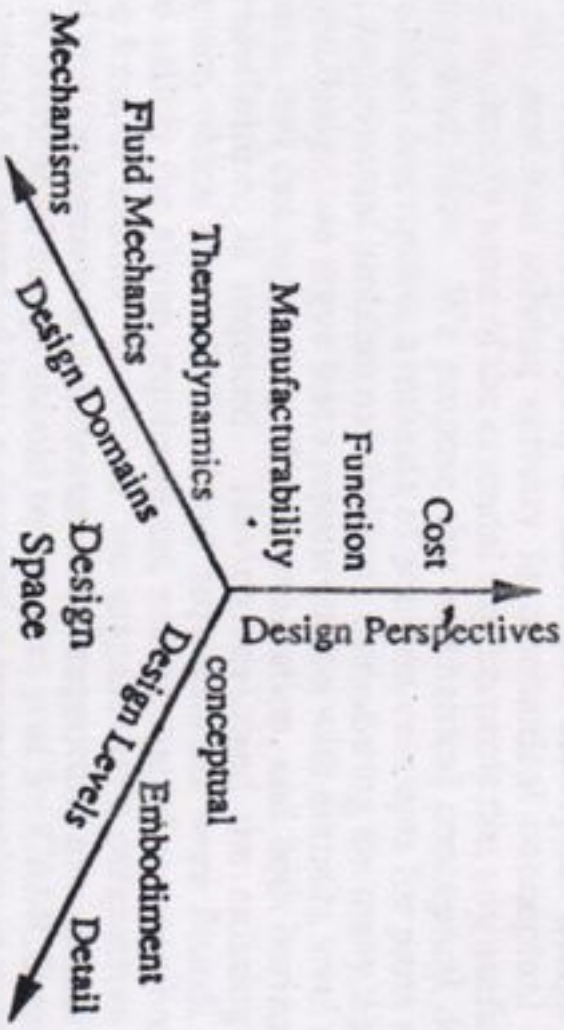 Cost
Function
Manufacturability
Design Perspectives
Thermodynamics
Fluid Mechanics
Mechanisms
Design Domains
conceptual
Embodiment
Detail
Design Levels
Design
Space